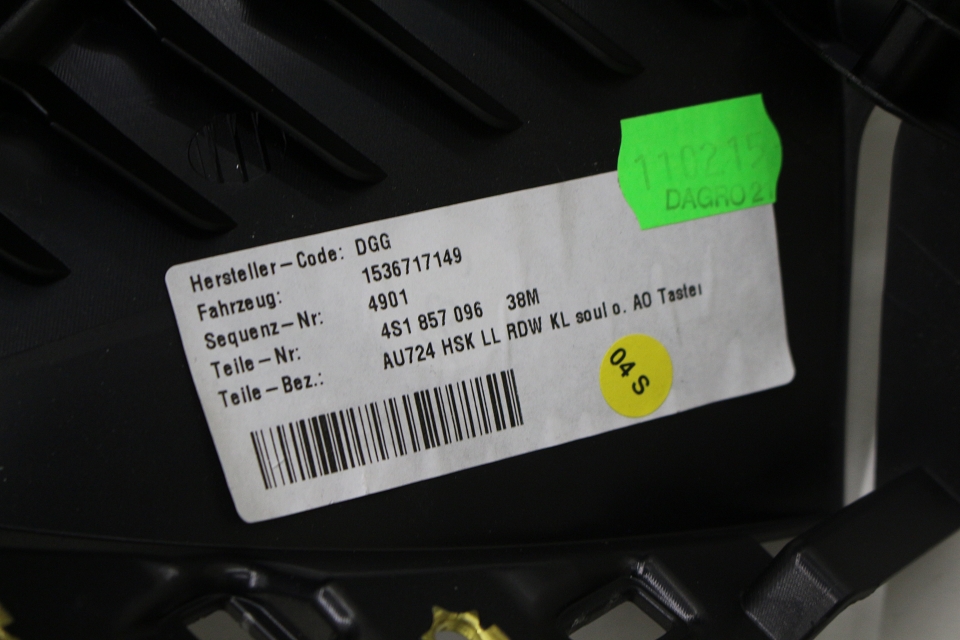 110215
DAGRO 2
Hersteller-Code: DGG
Fahrzeug: 1536717149
Sequenz-Nr: 4901
Teile-Nr: 4S1 857 096 38M
Teile-Bez.: AU724 HSK LL RDW KL soul o. AO Taster
04 S